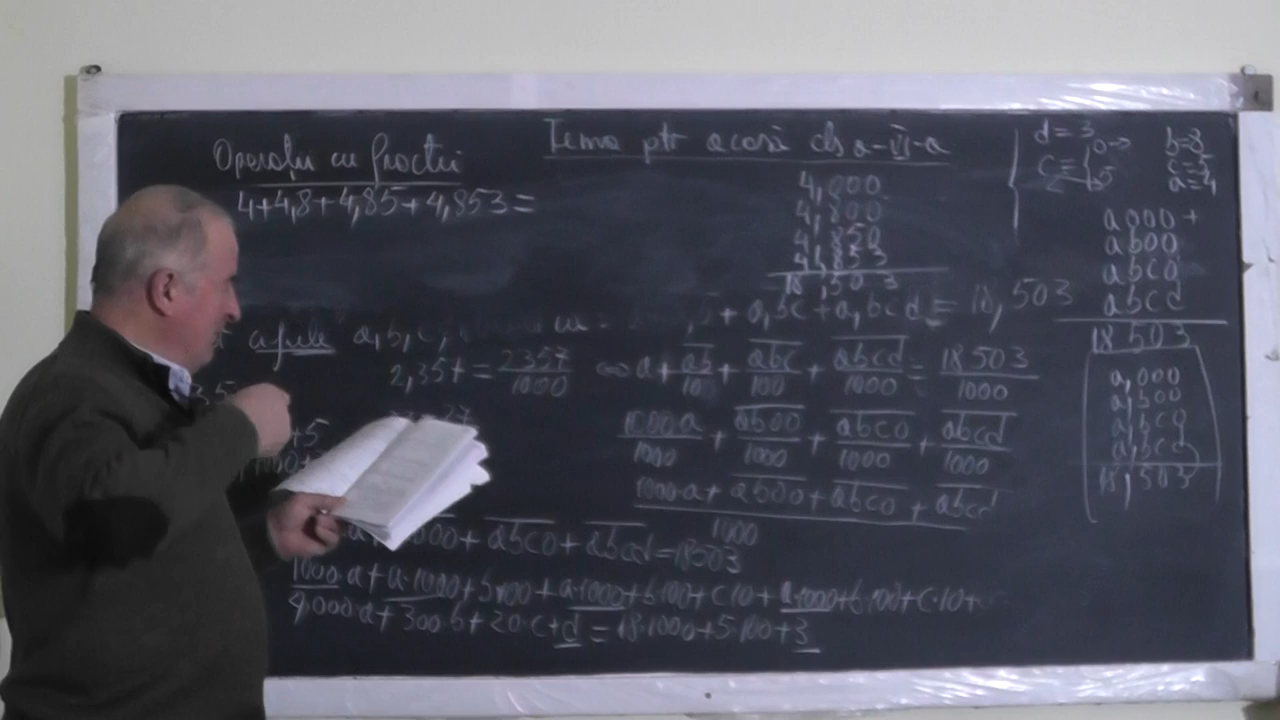 Operații cu fracții
4+4,8+4,85+4,853=
Tema ptr acasă cls a-VI-a
4,000
4,800
4,850
4,853
18,503
d=3
b=8
c=5
a=4
a000+
ab00
abc0
abcd
18503
a,000
a,b00
a,bc0
a,bcd
18,503
afule a,b,c,
+ a,bc + a,bcd = 18,503
2,357 = 2357/1000
a + ab/10 + abc/100 + abcd/1000 = 18503/1000
1000·a/1000 + ab00/1000 + abc0/1000 + abcd/1000
1000·a + ab00 + abc0 + abcd
1000
+ abc0 + abcd = 18503
1000·a + a·1000 + b·100 + a·1000 + b·100 + c·10 + a·1000 + b·100 + c·10 +
4000·a + 300·b + 20·c + d = 18·1000 + 5·100 + 3